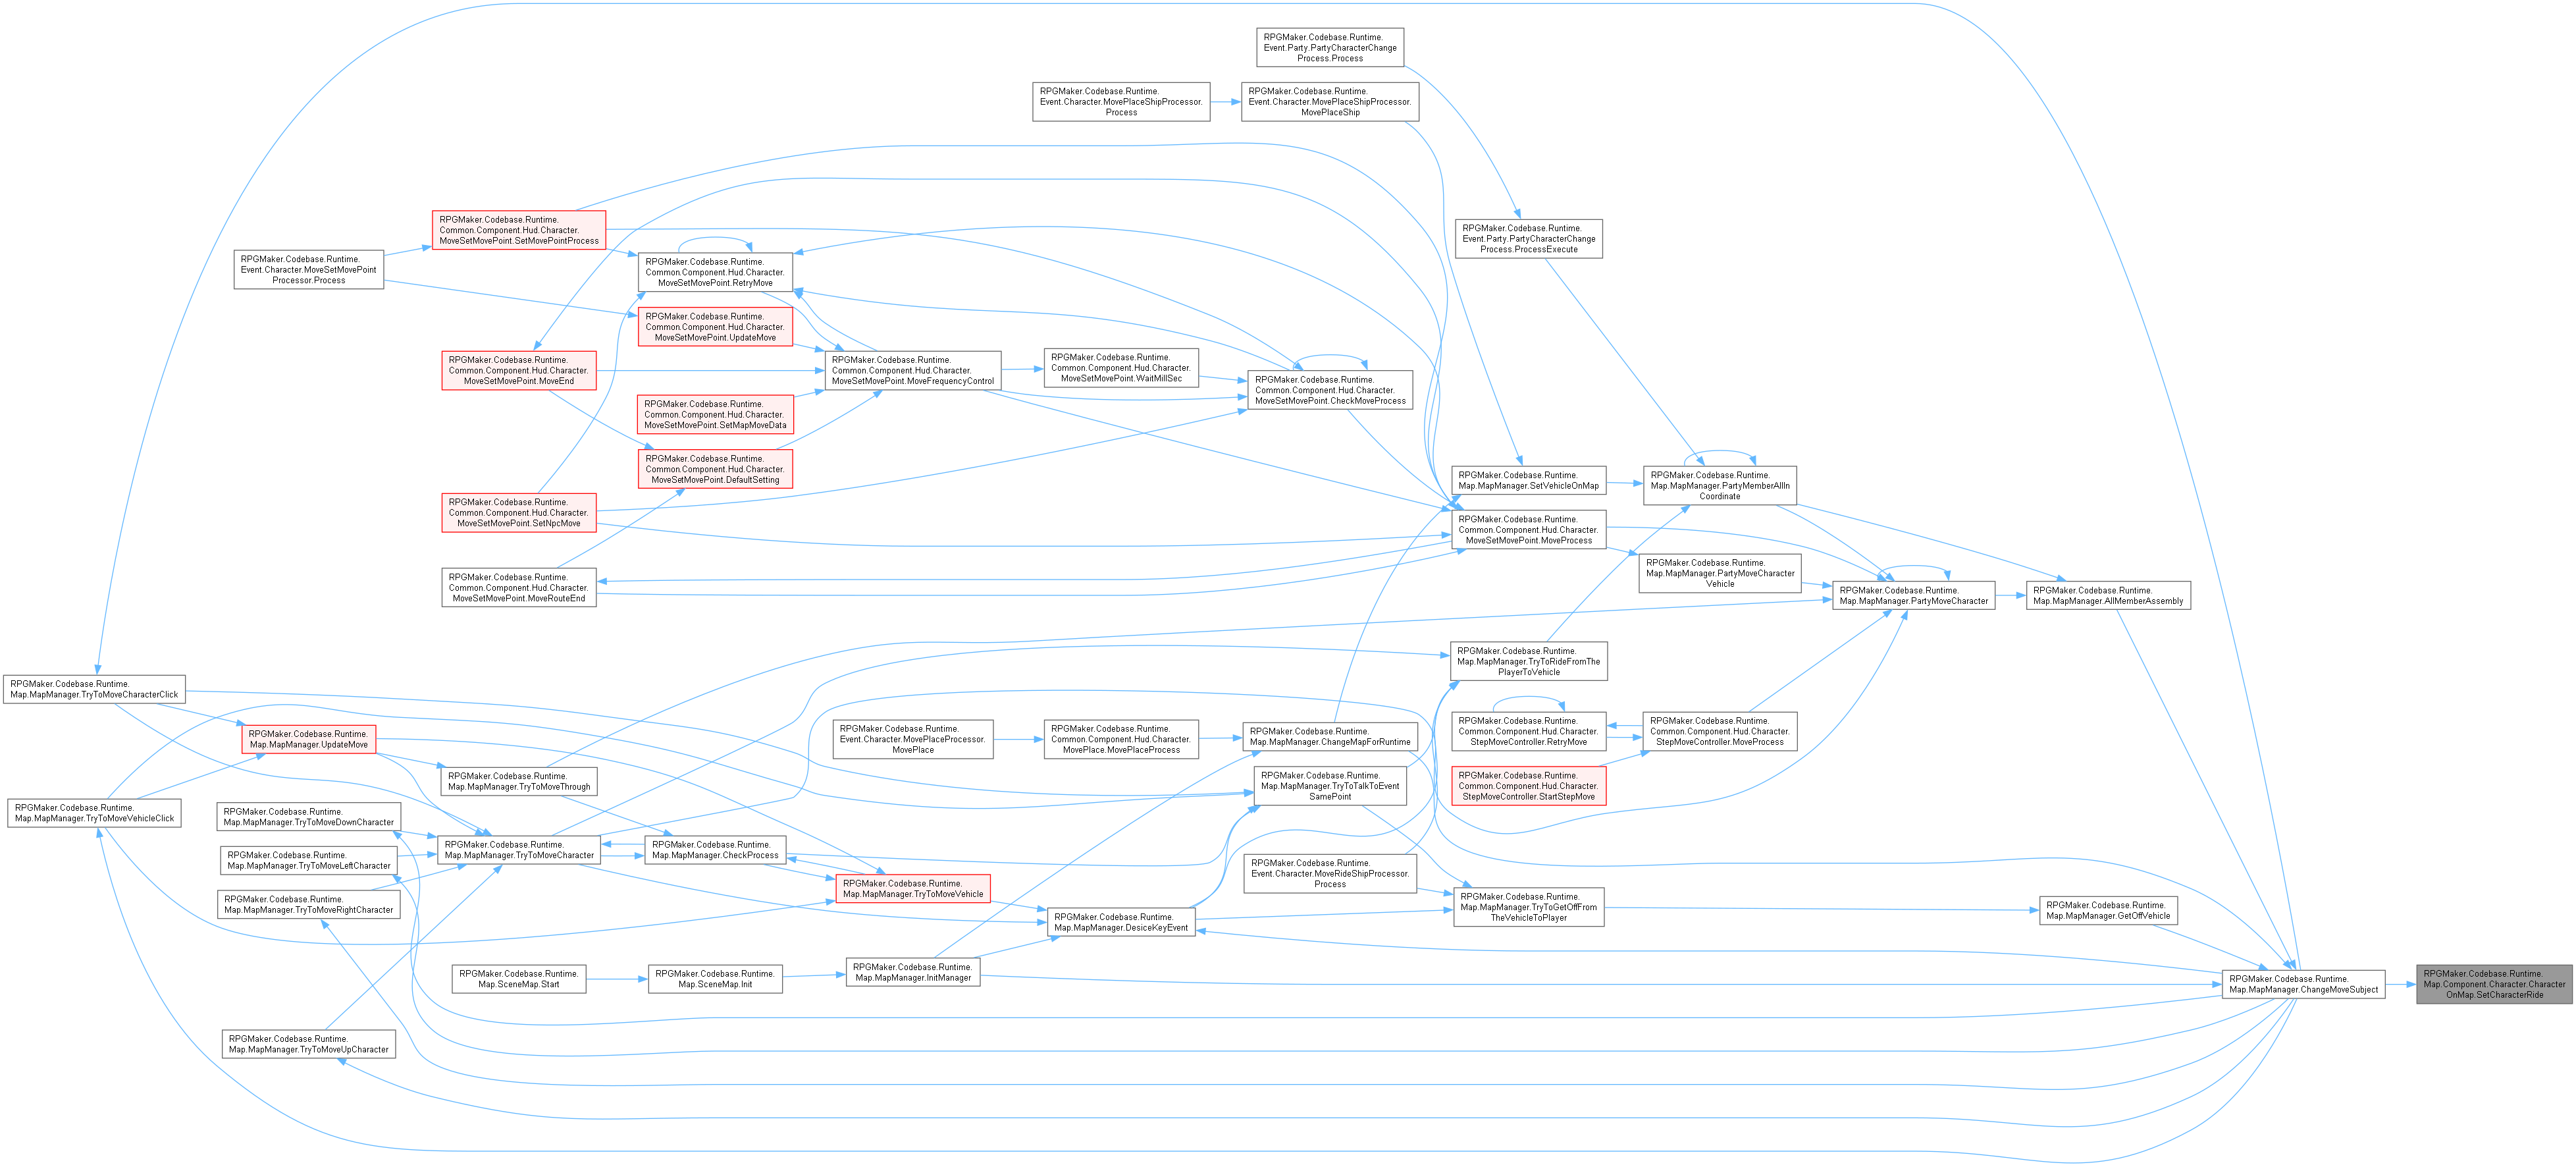 RPGMaker.Codebase.Runtime.
Event.Party.PartyCharacterChange
Process.Process
RPGMaker.Codebase.Runtime.
Event.Character.MovePlaceShipProcessor.
Process
RPGMaker.Codebase.Runtime.
Event.Character.MovePlaceShipProcessor.
MovePlaceShip
RPGMaker.Codebase.Runtime.
Common.Component.Hud.Character.
MoveSetMovePoint.SetMovePointProcess
RPGMaker.Codebase.Runtime.
Event.Party.PartyCharacterChange
Process.ProcessExecute
RPGMaker.Codebase.Runtime.
Event.Character.MoveSetMovePoint
Processor.Process
RPGMaker.Codebase.Runtime.
Common.Component.Hud.Character.
MoveSetMovePoint.RetryMove
RPGMaker.Codebase.Runtime.
Common.Component.Hud.Character.
MoveSetMovePoint.UpdateMove
RPGMaker.Codebase.Runtime.
Common.Component.Hud.Character.
MoveSetMovePoint.MoveEnd
RPGMaker.Codebase.Runtime.
Common.Component.Hud.Character.
MoveSetMovePoint.MoveFrequencyControl
RPGMaker.Codebase.Runtime.
Common.Component.Hud.Character.
MoveSetMovePoint.WaitMillSec
RPGMaker.Codebase.Runtime.
Common.Component.Hud.Character.
MoveSetMovePoint.CheckMoveProcess
RPGMaker.Codebase.Runtime.
Common.Component.Hud.Character.
MoveSetMovePoint.SetMapMoveData
RPGMaker.Codebase.Runtime.
Common.Component.Hud.Character.
MoveSetMovePoint.DefaultSetting
RPGMaker.Codebase.Runtime.
Map.MapManager.SetVehicleOnMap
RPGMaker.Codebase.Runtime.
Map.MapManager.PartyMemberAllIn
Coordinate
RPGMaker.Codebase.Runtime.
Common.Component.Hud.Character.
MoveSetMovePoint.SetNpcMove
RPGMaker.Codebase.Runtime.
Common.Component.Hud.Character.
MoveSetMovePoint.MoveProcess
RPGMaker.Codebase.Runtime.
Map.MapManager.PartyMoveCharacter
Vehicle
RPGMaker.Codebase.Runtime.
Common.Component.Hud.Character.
MoveSetMovePoint.MoveRouteEnd
RPGMaker.Codebase.Runtime.
Map.MapManager.PartyMoveCharacter
RPGMaker.Codebase.Runtime.
Map.MapManager.AllMemberAssembly
RPGMaker.Codebase.Runtime.
Map.MapManager.TryToRideFromThe
PlayerToVehicle
RPGMaker.Codebase.Runtime.
Map.MapManager.TryToMoveCharacterClick
RPGMaker.Codebase.Runtime.
Map.MapManager.UpdateMove
RPGMaker.Codebase.Runtime.
Event.Character.MovePlaceProcessor.
MovePlace
RPGMaker.Codebase.Runtime.
Common.Component.Hud.Character.
MovePlace.MovePlaceProcess
RPGMaker.Codebase.Runtime.
Map.MapManager.ChangeMapForRuntime
RPGMaker.Codebase.Runtime.
Common.Component.Hud.Character.
StepMoveController.RetryMove
RPGMaker.Codebase.Runtime.
Common.Component.Hud.Character.
StepMoveController.MoveProcess
RPGMaker.Codebase.Runtime.
Map.MapManager.TryToMoveThrough
RPGMaker.Codebase.Runtime.
Map.MapManager.TryToTalkToEvent
SamePoint
RPGMaker.Codebase.Runtime.
Common.Component.Hud.Character.
StepMoveController.StartStepMove
RPGMaker.Codebase.Runtime.
Map.MapManager.TryToMoveVehicleClick
RPGMaker.Codebase.Runtime.
Map.MapManager.TryToMoveDownCharacter
RPGMaker.Codebase.Runtime.
Map.MapManager.TryToMoveCharacter
RPGMaker.Codebase.Runtime.
Map.MapManager.CheckProcess
RPGMaker.Codebase.Runtime.
Map.MapManager.TryToMoveLeftCharacter
RPGMaker.Codebase.Runtime.
Event.Character.MoveRideShipProcessor.
Process
RPGMaker.Codebase.Runtime.
Map.MapManager.TryToMoveVehicle
RPGMaker.Codebase.Runtime.
Map.MapManager.TryToMoveRightCharacter
RPGMaker.Codebase.Runtime.
Map.MapManager.TryToGetOffFrom
TheVehicleToPlayer
RPGMaker.Codebase.Runtime.
Map.MapManager.GetOffVehicle
RPGMaker.Codebase.Runtime.
Map.MapManager.DesiceKeyEvent
RPGMaker.Codebase.Runtime.
Map.SceneMap.Start
RPGMaker.Codebase.Runtime.
Map.SceneMap.Init
RPGMaker.Codebase.Runtime.
Map.MapManager.InitManager
RPGMaker.Codebase.Runtime.
Map.MapManager.ChangeMoveSubject
RPGMaker.Codebase.Runtime.
Map.Component.Character.Character
OnMap.SetCharacterRide
RPGMaker.Codebase.Runtime.
Map.MapManager.TryToMoveUpCharacter